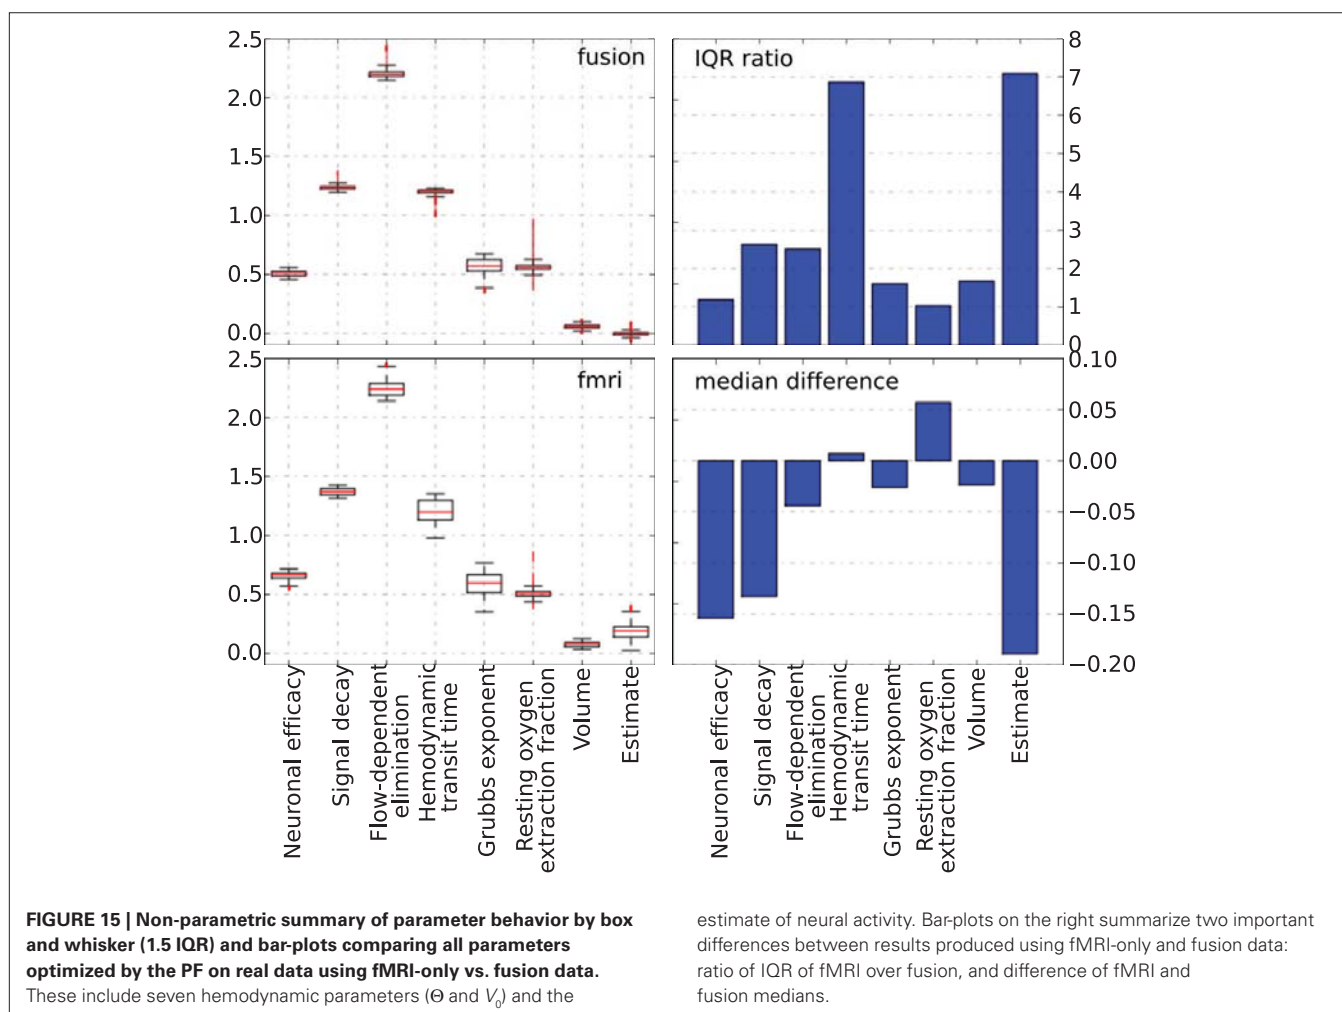 2.5
2.0
1.5
1.0
0.5
0.0
fusion
IQR ratio
8
7
6
5
4
3
2
1
0
2.5
2.0
1.5
1.0
0.5
0.0
fmri
median difference
0.10
0.05
0.00
−0.05
−0.10
−0.15
−0.20
Neuronal efficacy
Signal decay
Flow-dependent
elimination
Hemodynamic
transit time
Grubbs exponent
Resting oxygen
extraction fraction
Volume
Estimate
Neuronal efficacy
Signal decay
Flow-dependent
elimination
Hemodynamic
transit time
Grubbs exponent
Resting oxygen
extraction fraction
Volume
Estimate
FIGURE 15 | Non-parametric summary of parameter behavior by box
and whisker (1.5 IQR) and bar-plots comparing all parameters
optimized by the PF on real data using fMRI-only vs. fusion data.
These include seven hemodynamic parameters (Θ and V₀) and the
estimate of neural activity. Bar-plots on the right summarize two important
differences between results produced using fMRI-only and fusion data:
ratio of IQR of fMRI over fusion, and difference of fMRI and
fusion medians.